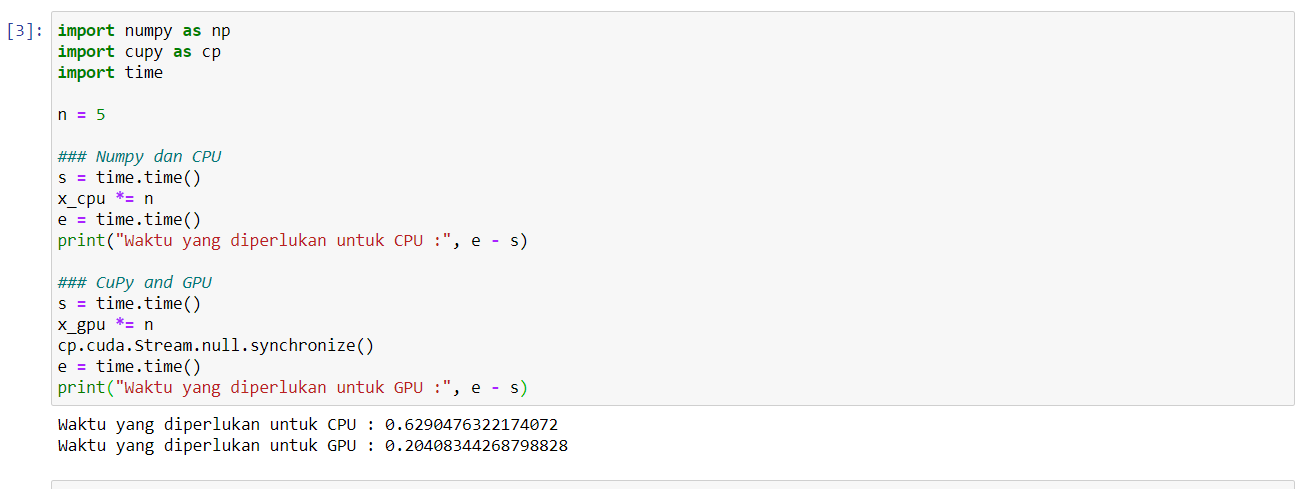 [3]: import numpy as np
import cupy as cp
import time
n = 5
### Numpy dan CPU
s = time.time()
x_cpu *= n
e = time.time()
print("Waktu yang diperlukan untuk CPU :", e - s)
### CuPy and GPU
s = time.time()
x_gpu *= n
cp.cuda.Stream.null.synchronize()
e = time.time()
print("Waktu yang diperlukan untuk GPU :", e - s)
Waktu yang diperlukan untuk CPU : 0.6290476322174072
Waktu yang diperlukan untuk GPU : 0.20408344268798828